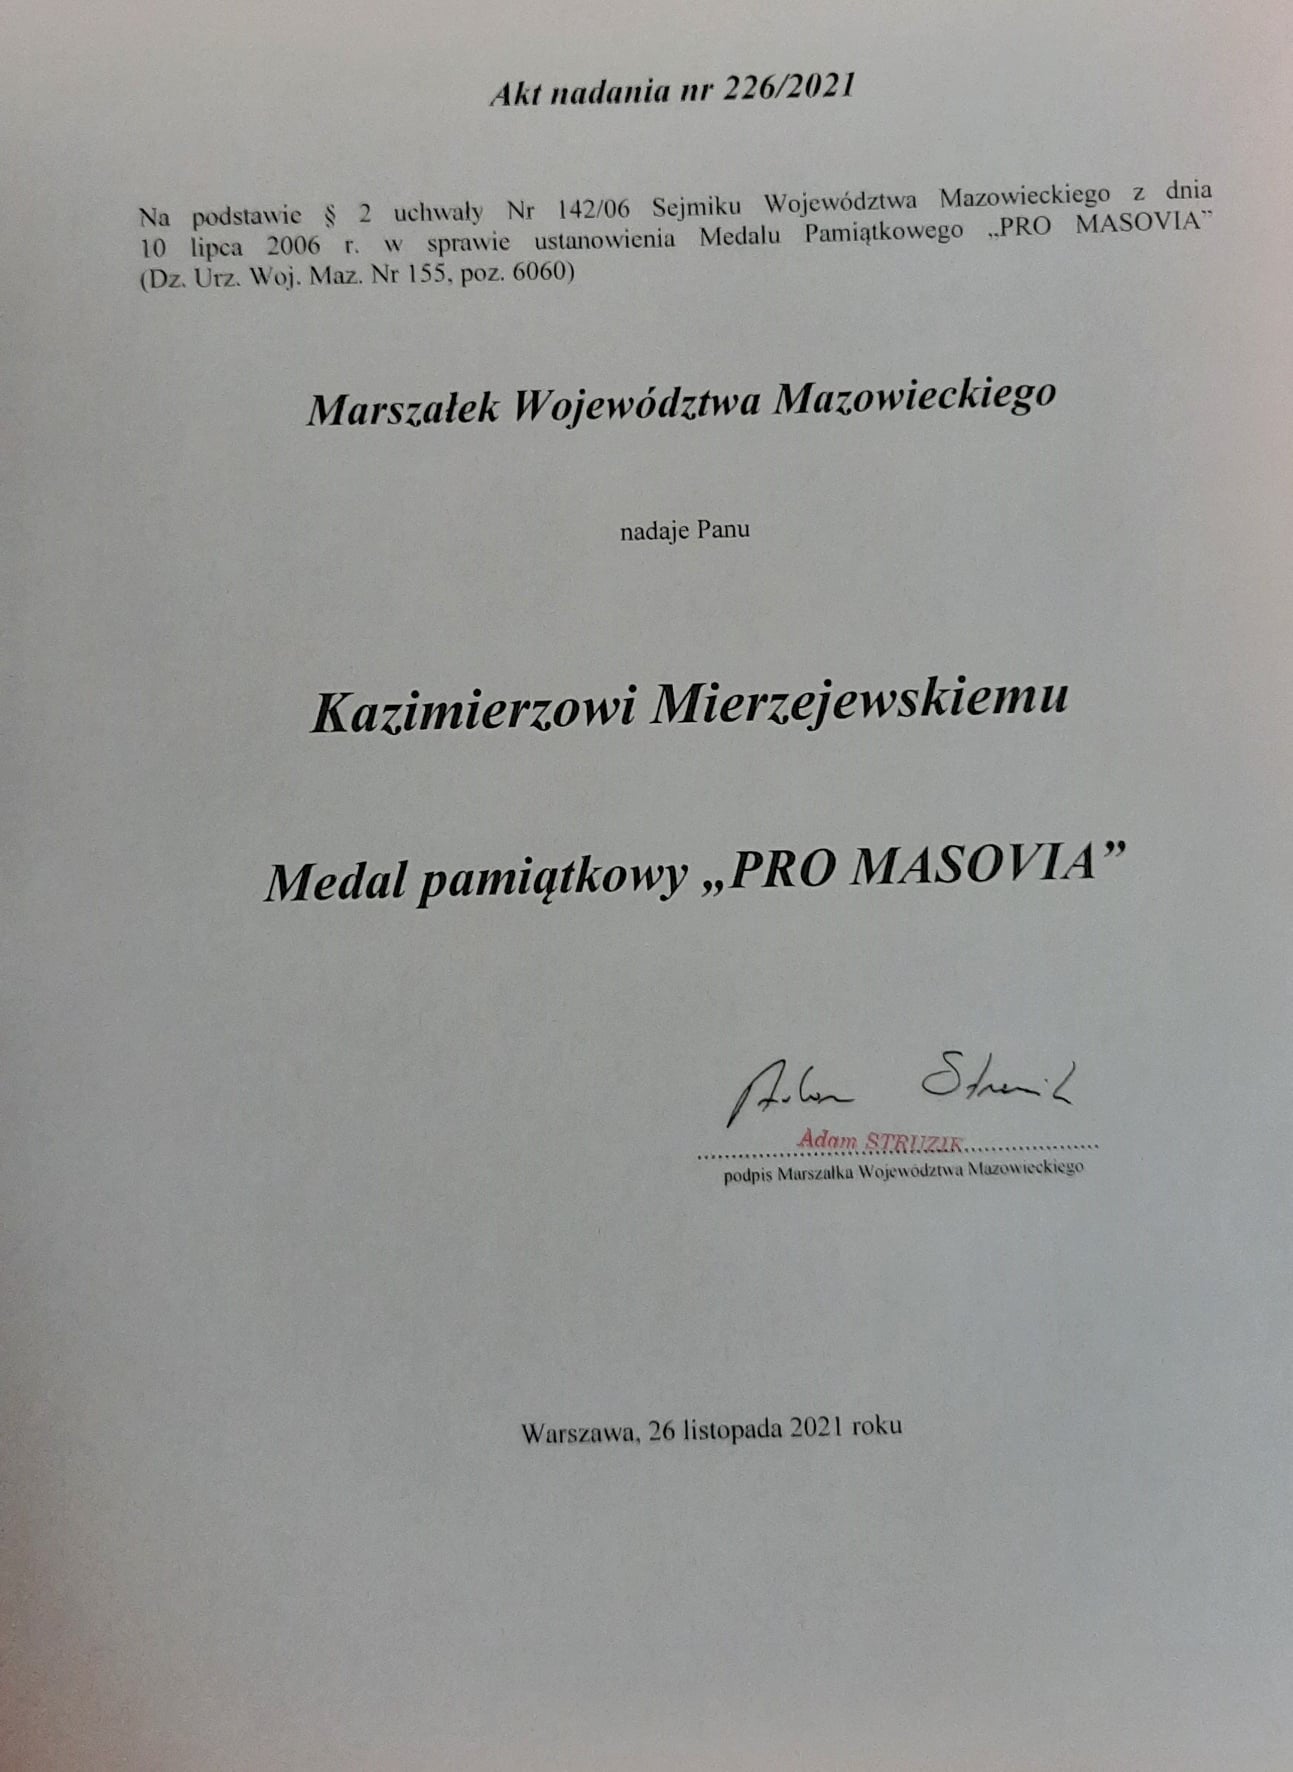 Akt nadania nr 226/2021
Na podstawie § 2 uchwały Nr 142/06 Sejmiku Województwa Mazowieckiego z dnia
10 lipca 2006 r. w sprawie ustanowienia Medalu Pamiątkowego „PRO MASOVIA”
(Dz. Urz. Woj. Maz. Nr 155, poz. 6060)
Marszałek Województwa Mazowieckiego
nadaje Panu
Kazimierzowi Mierzejewskiemu
Medal pamiątkowy „PRO MASOVIA”
Adam Struzik
Adam STRUZIK
podpis Marszałka Województwa Mazowieckiego
Warszawa, 26 listopada 2021 roku